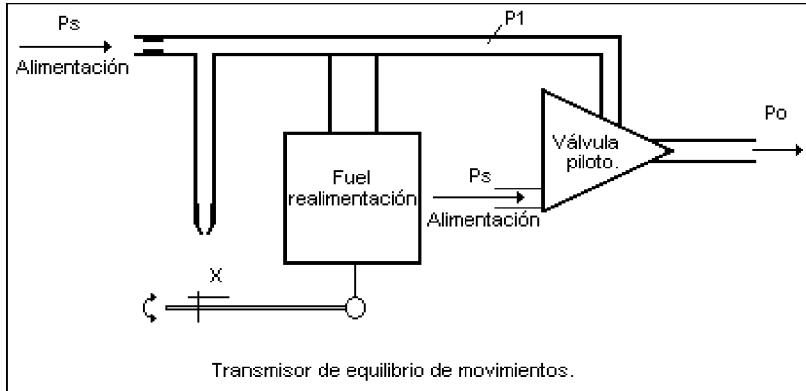 Ps
Alimentación
P1
Válvula
piloto.
Po
Fuel
realimentación
Ps
Alimentación
X
Transmisor de equilibrio de movimientos.